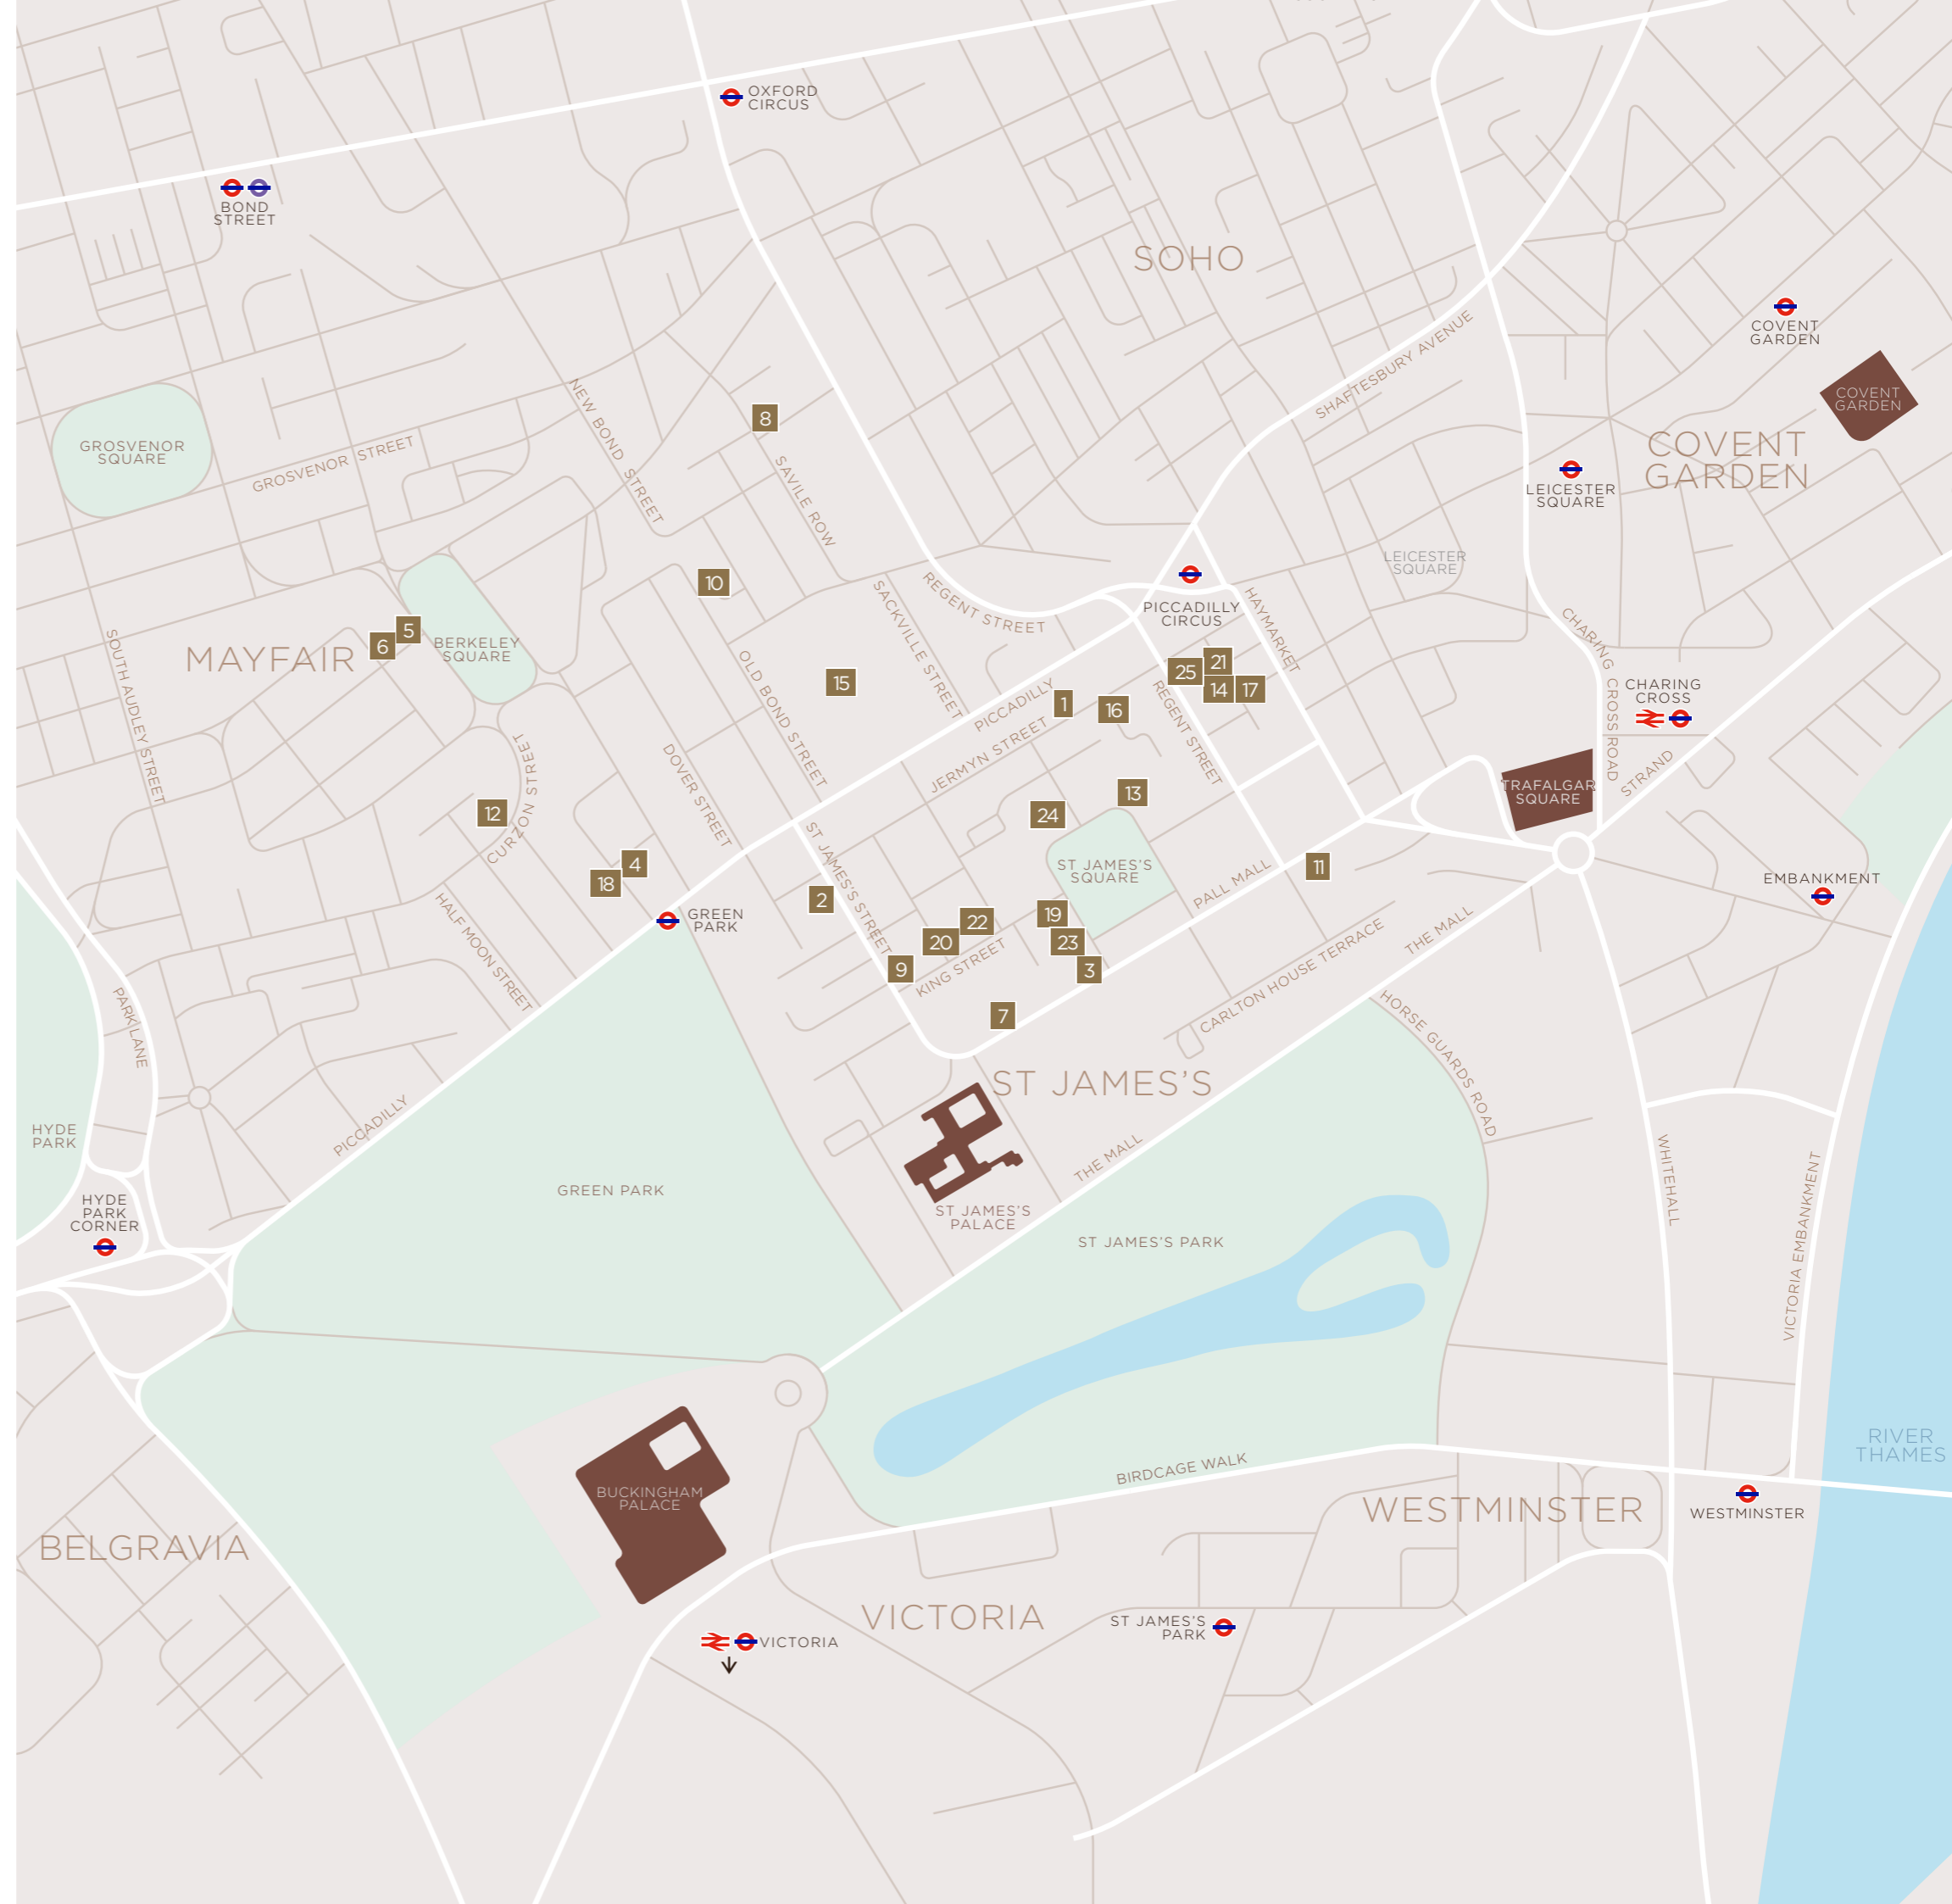 OXFORD
CIRCUS
BOND
STREET
SOHO
COVENT
GARDEN
SHAFTESBURY AVENUE
COVENT
GARDEN
NEW BOND STREET
8
COVENT
GARDEN
GROSVENOR
SQUARE
GROSVENOR STREET
SAVILE ROW
LEICESTER
SQUARE
LEICESTER
SQUARE
10
SACKVILLE STREET
REGENT STREET
HAYMARKET
PICCADILLY
CIRCUS
CHARING CROSS ROAD
5
6
BERKELEY
SQUARE
MAYFAIR
SOUTH AUDLEY STREET
OLD BOND STREET
15
PICCADILLY
1
16
25
21
14
17
REGENT STREET
CHARING
CROSS
JERMYN STREET
CURZON STREET
DOVER STREET
12
13
24
TRAFALGAR
SQUARE
STRAND
ST JAMES'S STREET
4
18
ST JAMES'S
SQUARE
PALL MALL
11
EMBANKMENT
2
GREEN
PARK
HALF MOON STREET
22
20
19
23
3
9
KING STREET
7
THE MALL
CARLTON HOUSE TERRACE
HORSE GUARDS ROAD
PARK LANE
ST JAMES'S
PICCADILLY
HYDE
PARK
THE MALL
WHITEHALL
VICTORIA EMBANKMENT
GREEN PARK
HYDE
PARK
CORNER
ST JAMES'S
PALACE
ST JAMES'S PARK
RIVER
THAMES
BIRDCAGE WALK
BUCKINGHAM
PALACE
WESTMINSTER
WESTMINSTER
BELGRAVIA
VICTORIA
ST JAMES'S
PARK
VICTORIA